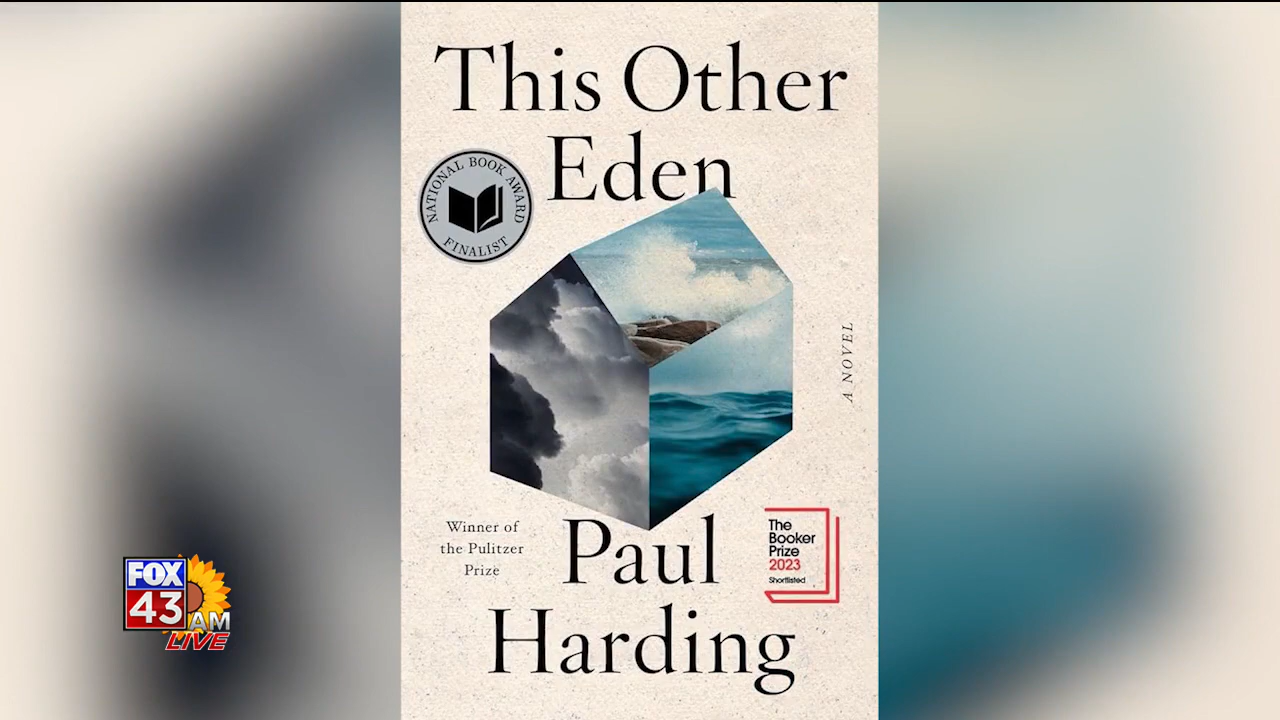 This Other
Eden
NATIONAL BOOK AWARD
FINALIST
A NOVEL
Winner of
the Pulitzer
Prize
Paul
Harding
The
Booker
Prize
2023
Shortlisted
FOX
43
AM
LIVE